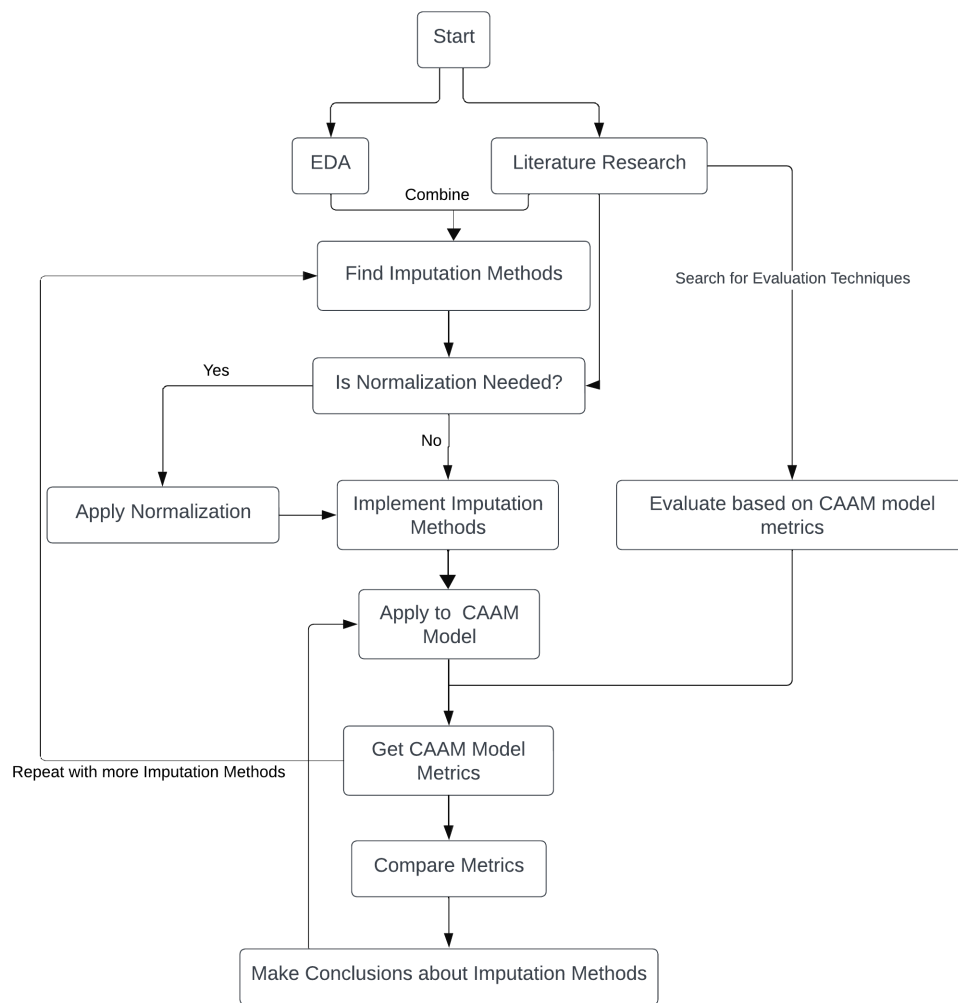 Start
EDA
Literature Research
Combine
Find Imputation Methods
Search for Evaluation Techniques
Yes
Is Normalization Needed?
No
Apply Normalization
Implement Imputation
Methods
Evaluate based on CAAM model
metrics
Apply to  CAAM
Model
Get CAAM Model
Metrics
Repeat with more Imputation Methods
Compare Metrics
Make Conclusions about Imputation Methods